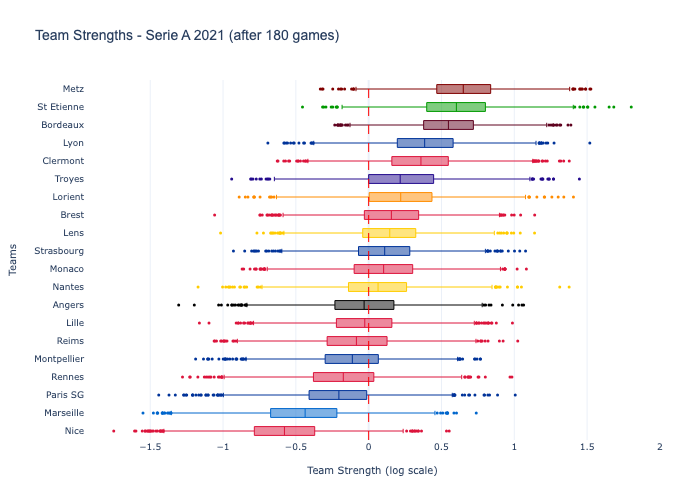 Team Strengths - Serie A 2021 (after 180 games)
Metz
St Etienne
Bordeaux
Lyon
Clermont
Troyes
Lorient
Brest
Lens
Strasbourg
Monaco
Nantes
Angers
Lille
Reims
Montpellier
Rennes
Paris SG
Marseille
Nice
Teams
−1.5 −1 −0.5 0 0.5 1 1.5 2
Team Strength (log scale)